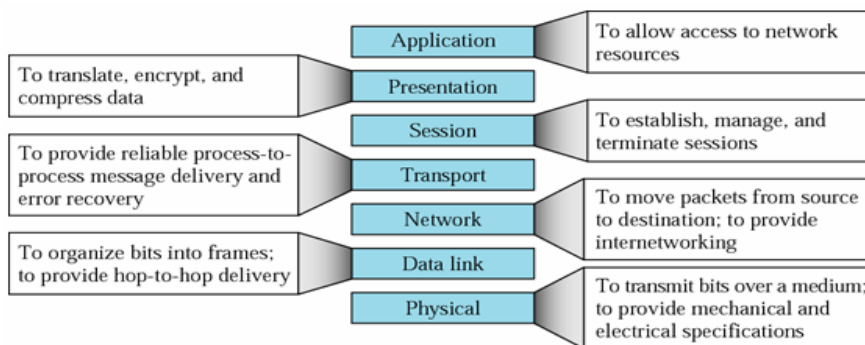 Application
To allow access to network
resources
To translate, encrypt, and
compress data
Presentation
Session
To establish, manage, and
terminate sessions
To provide reliable process-to-
process message delivery and
error recovery
Transport
Network
To move packets from source
to destination; to provide
internetworking
To organize bits into frames;
to provide hop-to-hop delivery
Data link
Physical
To transmit bits over a medium;
to provide mechanical and
electrical specifications